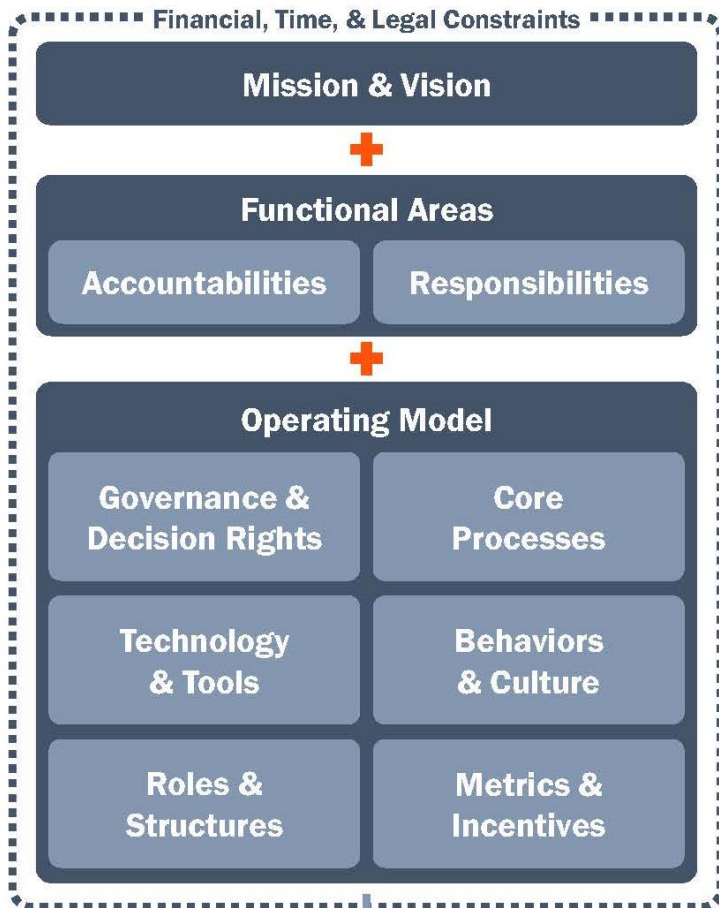 Financial, Time, & Legal Constraints
Mission & Vision
Functional Areas
Accountabilities
Responsibilities
Operating Model
Governance &
Decision Rights
Core
Processes
Technology
& Tools
Behaviors
& Culture
Roles &
Structures
Metrics &
Incentives